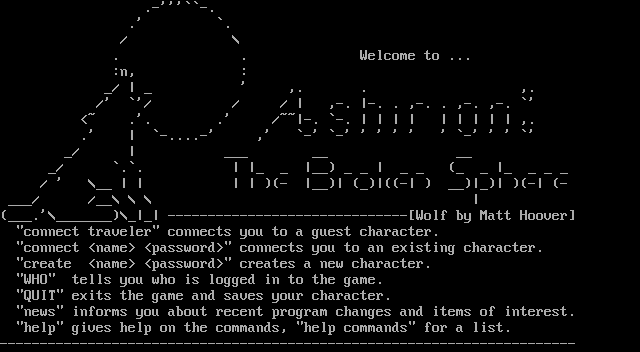 Welcome to ...
[Wolf by Matt Hoover]
"connect traveler" connects you to a guest character.
"connect <name> <password>" connects you to an existing character.
"create <name> <password>" creates a new character.
"WHO" tells you who is logged in to the game.
"QUIT" exits the game and saves your character.
"news" informs you about recent program changes and items of interest.
"help" gives help on the commands, "help commands" for a list.